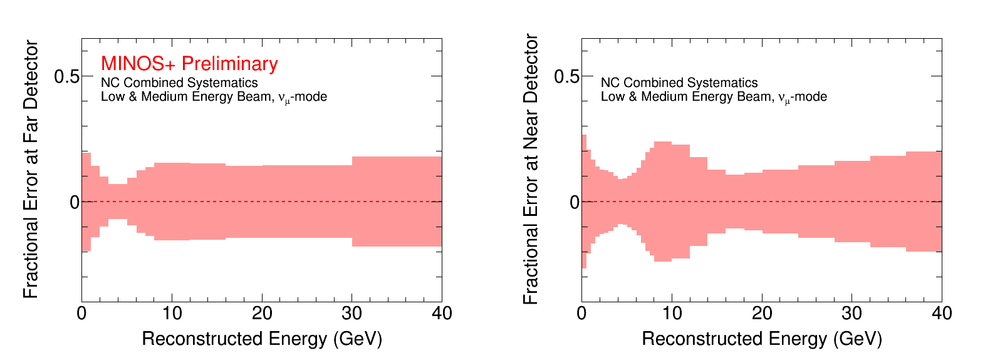 Fractional Error at Far Detector
MINOS+ Preliminary
NC Combined Systematics
Low & Medium Energy Beam, νμ-mode
0.5
0
0 10 20 30 40
Reconstructed Energy (GeV)
Fractional Error at Near Detector
NC Combined Systematics
Low & Medium Energy Beam, νμ-mode
0.5
0
0 10 20 30 40
Reconstructed Energy (GeV)